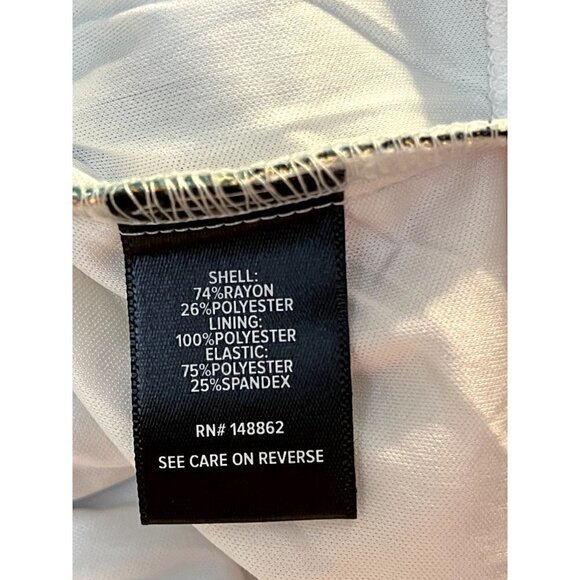 SHELL:
74%RAYON
26%POLYESTER
LINING:
100%POLYESTER
ELASTIC:
75%POLYESTER
25%SPANDEX
RN# 148862
SEE CARE ON REVERSE